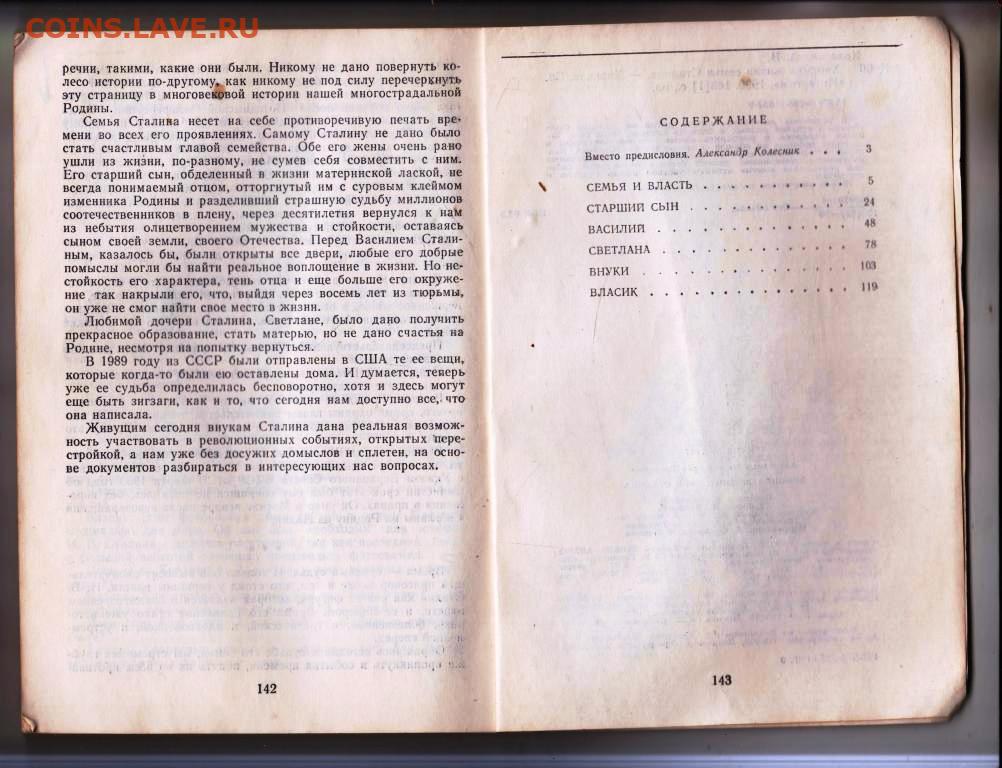 COINS.LAVE.RU
речии, такими, какие они были. Никому не дано повернуть ко-
лесо истории по-другому, как никому не под силу перечеркнуть
эту страницу в многовековой истории нашей многострадальной
Родины.
Семья Сталина несет на себе противоречивую печать вре-
мени во всех его проявлениях. Самому Сталину не дано было
стать счастливым главой семейства. Обе его жены очень рано
ушли из жизни, по-разному, не сумев себя совместить с ним.
Его старший сын, обделенный в жизни материнской лаской, не
всегда понимаемый отцом, отторгнутый им с суровым клеймом
изменника Родины и разделивший страшную судьбу миллионов
соотечественников в плену, через десятилетия вернулся к нам
из небытия олицетворением мужества и стойкости, оставаясь
сыном своей земли, своего Отечества. Перед Василием Стали-
ным, казалось бы, были открыты все двери, любые его добрые
помыслы могли бы найти реальное воплощение в жизни. Но не-
стойкость его характера, тень отца и еще больше его окруже-
ние так накрыли его, что, выйдя через восемь лет из тюрьмы,
он уже не смог найти свое место в жизни.
Любимой дочери Сталина, Светлане, было дано получить
прекрасное образование, стать матерью, но не дано счастья на
Родине, несмотря на попытку вернуться.
В 1989 году из СССР были отправлены в США те ее вещи,
которые когда-то были ею оставлены дома. И думается, теперь
уже ее судьба определилась бесповоротно, хотя и здесь могут
еще быть зигзаги, как и то, что сегодня нам доступно все, что
она написала.
Живущим сегодня внукам Сталина дана реальная возмож-
ность участвовать в революционных событиях, открытых пере-
стройкой, а нам уже без досужих домыслов и сплетен, на осно-
ве документов разбираться в интересующих нас вопросах.
142
СОДЕРЖАНИЕ
Вместо предисловия. Александр Колесник . . . 3
СЕМЬЯ И ВЛАСТЬ . . . . . . . . . . 5
СТАРШИЙ СЫН . . . . . . . . . . . 24
ВАСИЛИЙ . . . . . . . . . . . . . 48
СВЕТЛАНА . . . . . . . . . . . . . 78
ВНУКИ . . . . . . . . . . . . . . 103
ВЛАСИК . . . . . . . . . . . . . . 119
143